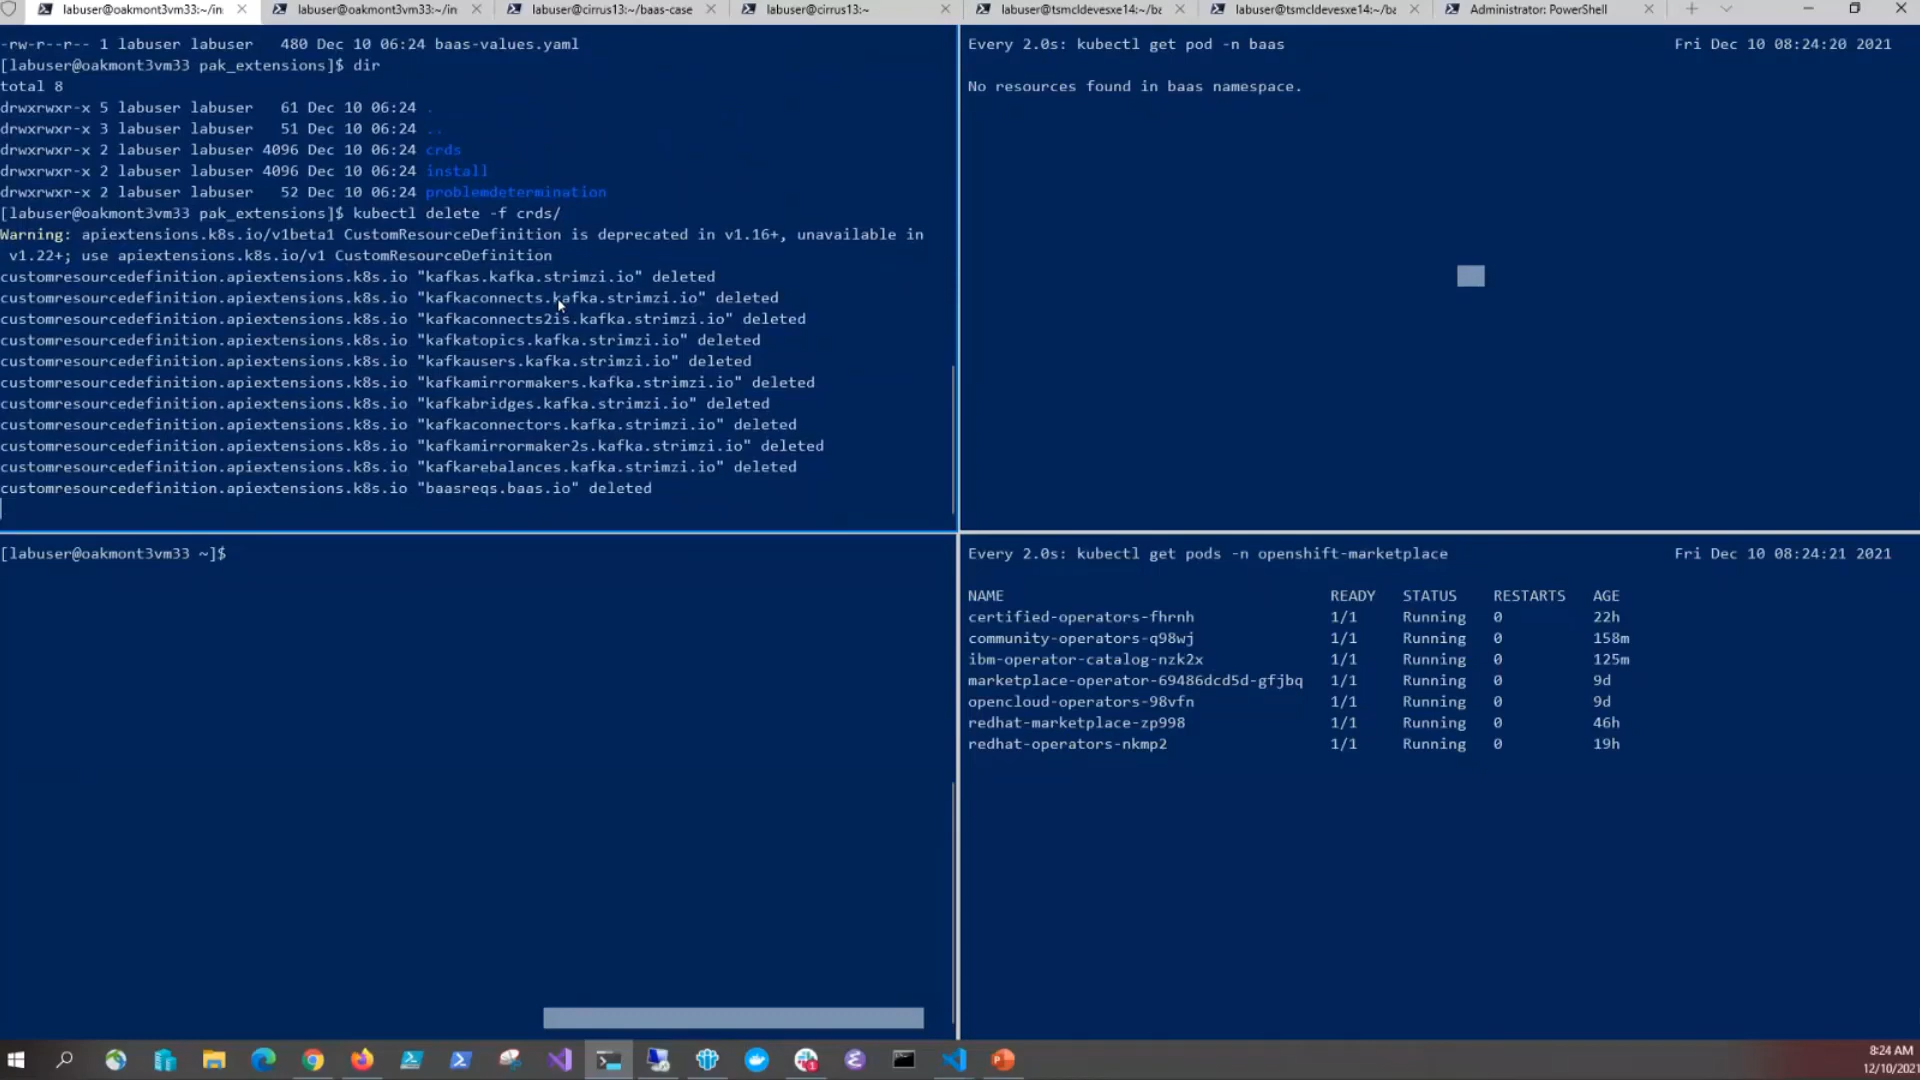 labuser@oakmont3vm33:~/in
labuser@oakmont3vm33:~/in
labuser@cirrus13:~/baas-case
labuser@cirrus13:~
labuser@tsmcldevesxe14:~/ba
labuser@tsmcldevesxe14:~/ba
Administrator: PowerShell
-rw-r--r-- 1 labuser labuser   480 Dec 10 06:24 baas-values.yaml
[labuser@oakmont3vm33 pak_extensions]$ dir
total 8
drwxrwxr-x 5 labuser labuser   61 Dec 10 06:24 .
drwxrwxr-x 3 labuser labuser   51 Dec 10 06:24 ..
drwxrwxr-x 2 labuser labuser 4096 Dec 10 06:24 crds
drwxrwxr-x 2 labuser labuser 4096 Dec 10 06:24 install
drwxrwxr-x 2 labuser labuser   52 Dec 10 06:24 problemdetermination
[labuser@oakmont3vm33 pak_extensions]$ kubectl delete -f crds/
Warning: apiextensions.k8s.io/v1beta1 CustomResourceDefinition is deprecated in v1.16+, unavailable in
v1.22+; use apiextensions.k8s.io/v1 CustomResourceDefinition
customresourcedefinition.apiextensions.k8s.io "kafkas.kafka.strimzi.io" deleted
customresourcedefinition.apiextensions.k8s.io "kafkaconnects.kafka.strimzi.io" deleted
customresourcedefinition.apiextensions.k8s.io "kafkaconnects2is.kafka.strimzi.io" deleted
customresourcedefinition.apiextensions.k8s.io "kafkatopics.kafka.strimzi.io" deleted
customresourcedefinition.apiextensions.k8s.io "kafkausers.kafka.strimzi.io" deleted
customresourcedefinition.apiextensions.k8s.io "kafkamirrormakers.kafka.strimzi.io" deleted
customresourcedefinition.apiextensions.k8s.io "kafkabridges.kafka.strimzi.io" deleted
customresourcedefinition.apiextensions.k8s.io "kafkaconnectors.kafka.strimzi.io" deleted
customresourcedefinition.apiextensions.k8s.io "kafkamirrormaker2s.kafka.strimzi.io" deleted
customresourcedefinition.apiextensions.k8s.io "kafkarebalances.kafka.strimzi.io" deleted
customresourcedefinition.apiextensions.k8s.io "baasreqs.baas.io" deleted
Every 2.0s: kubectl get pod -n baas    Fri Dec 10 08:24:20 2021
No resources found in baas namespace.
[labuser@oakmont3vm33 ~]$
Every 2.0s: kubectl get pods -n openshift-marketplace    Fri Dec 10 08:24:21 2021
NAME    READY    STATUS    RESTARTS    AGE
certified-operators-fhrnh    1/1    Running    0    22h
community-operators-q98wj    1/1    Running    0    158m
ibm-operator-catalog-nzk2x    1/1    Running    0    125m
marketplace-operator-69486dcd5d-gfjbq    1/1    Running    0    9d
opencloud-operators-98vfn    1/1    Running    0    9d
redhat-marketplace-zp998    1/1    Running    0    46h
redhat-operators-nkmp2    1/1    Running    0    19h
8:24 AM
12/10/2021